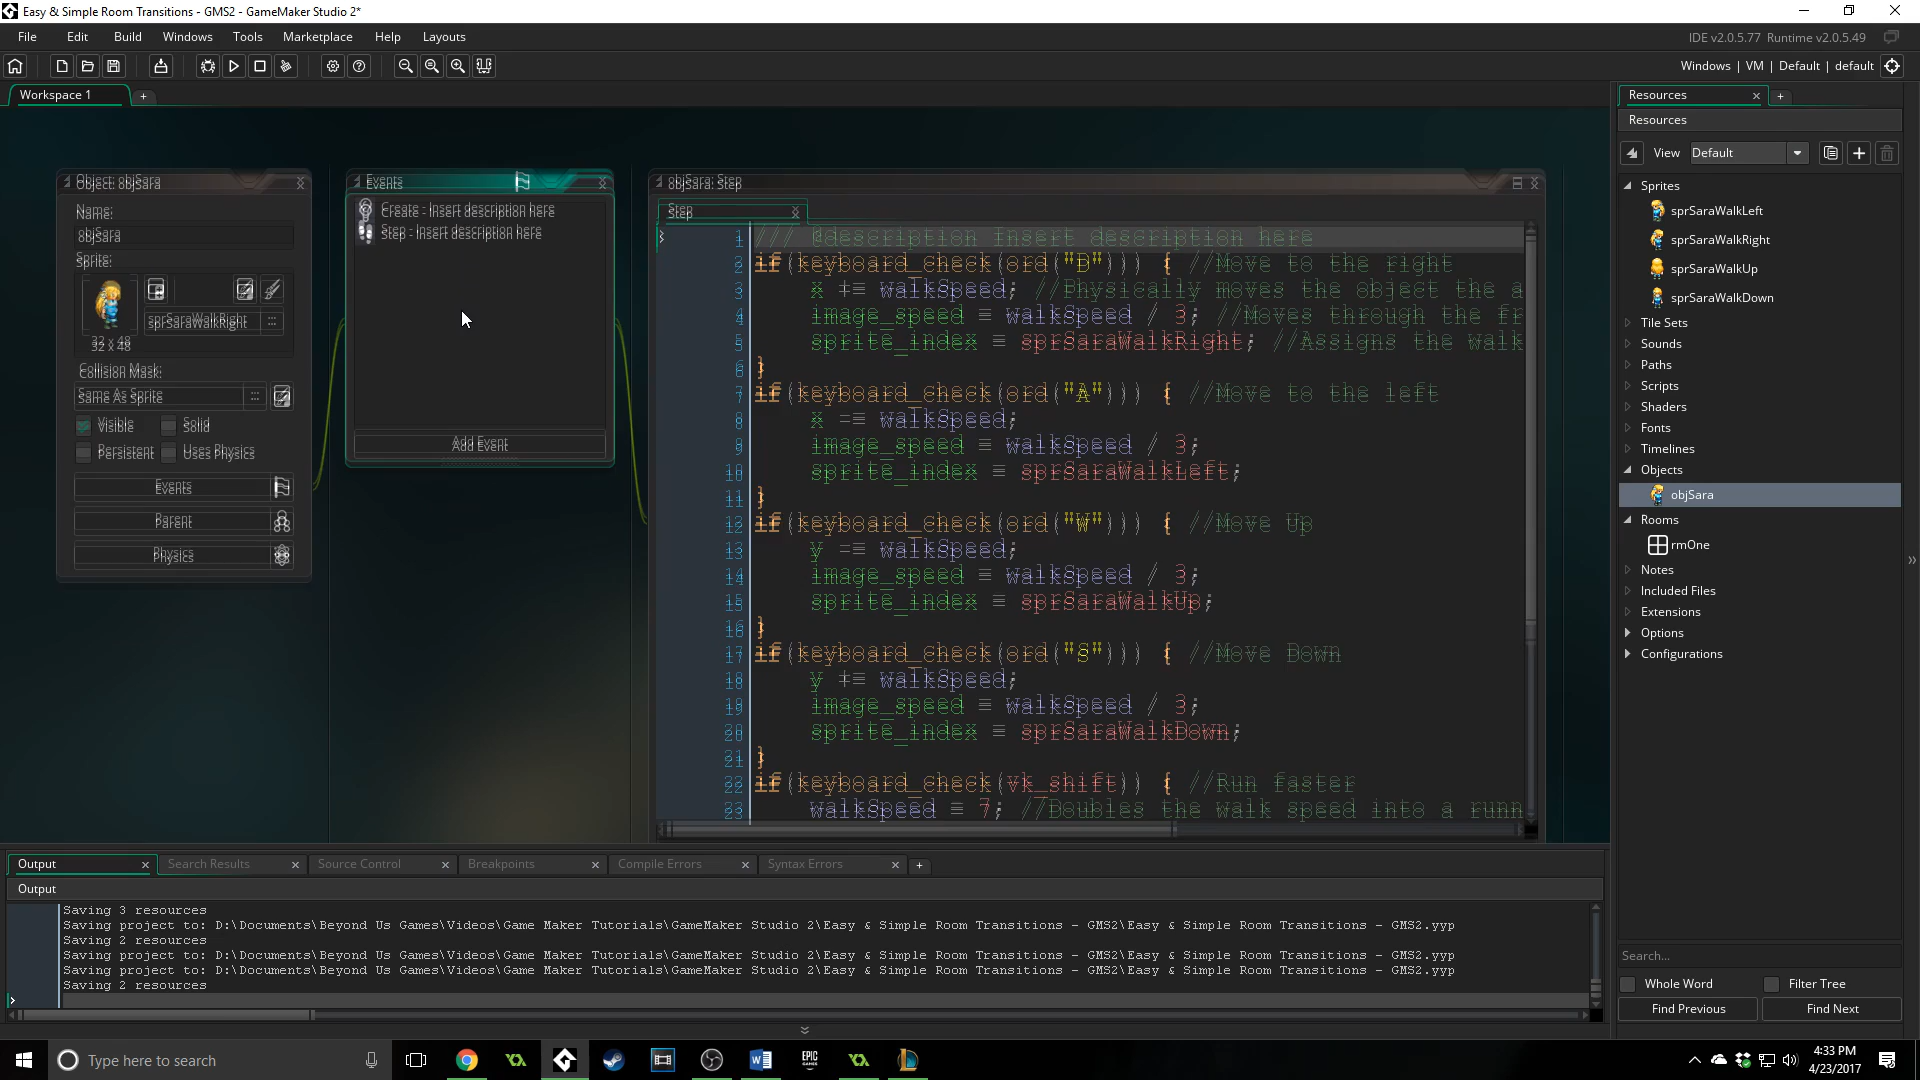 Easy & Simple Room Transitions - GMS2 - GameMaker Studio 2*
File Edit Build Windows Tools Marketplace Help Layouts
IDE v2.0.5.77 Runtime v2.0.5.49
Windows | VM | Default | default
Workspace 1
Object: objSara
Name:
objSara
Sprite:
sprSaraWalkRight
32 x 48
Collision Mask:
Same As Sprite
Visible Solid
Persistent Uses Physics
Events
Parent
Physics
Events
Create - Insert description here
Step - Insert description here
Add Event
objSara: Step
Step
1 /// @description Insert description here
2 if(keyboard_check(ord("D"))) { //Move to the right
3 x += walkSpeed; //Physically moves the object the a
4 image_speed = walkSpeed / 3; //Moves through the fr
5 sprite_index = sprSaraWalkRight; //Assigns the walk
6 }
7 if(keyboard_check(ord("A"))) { //Move to the left
8 x -= walkSpeed;
9 image_speed = walkSpeed / 3;
10 sprite_index = sprSaraWalkLeft;
11 }
12 if(keyboard_check(ord("W"))) { //Move Up
13 y -= walkSpeed;
14 image_speed = walkSpeed / 3;
15 sprite_index = sprSaraWalkUp;
16 }
17 if(keyboard_check(ord("S"))) { //Move Down
18 y += walkSpeed;
19 image_speed = walkSpeed / 3;
20 sprite_index = sprSaraWalkDown;
21 }
22 if(keyboard_check(vk_shift)) { //Run faster
23 walkSpeed = 7; //Doubles the walk speed into a runn
Resources
Resources
View Default
Sprites
sprSaraWalkLeft
sprSaraWalkRight
sprSaraWalkUp
sprSaraWalkDown
Tile Sets
Sounds
Paths
Scripts
Shaders
Fonts
Timelines
Objects
objSara
Rooms
rmOne
Notes
Included Files
Extensions
Options
Configurations
Search...
Whole Word Filter Tree
Find Previous Find Next
Output Search Results Source Control Breakpoints Compile Errors Syntax Errors
Output
Saving 3 resources
Saving project to: D:\Documents\Beyond Us Games\Videos\Game Maker Tutorials\GameMaker Studio 2\Easy & Simple Room Transitions - GMS2\Easy & Simple Room Transitions - GMS2.yyp
Saving 2 resources
Saving project to: D:\Documents\Beyond Us Games\Videos\Game Maker Tutorials\GameMaker Studio 2\Easy & Simple Room Transitions - GMS2\Easy & Simple Room Transitions - GMS2.yyp
Saving project to: D:\Documents\Beyond Us Games\Videos\Game Maker Tutorials\GameMaker Studio 2\Easy & Simple Room Transitions - GMS2\Easy & Simple Room Transitions - GMS2.yyp
Saving 2 resources
Type here to search
EPIC GAMES
4:33 PM
4/23/2017